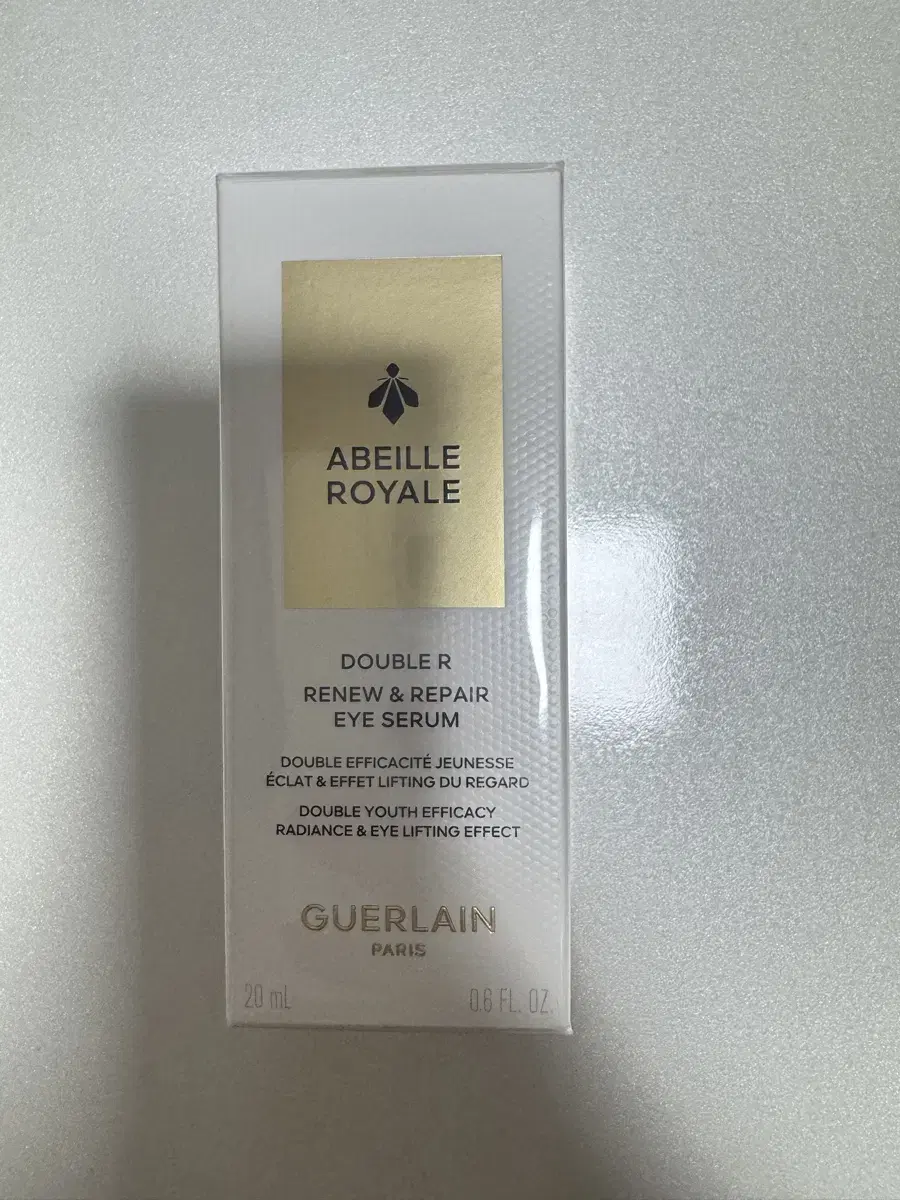 ABEILLE
ROYALE
DOUBLE R
RENEW & REPAIR
EYE SERUM
DOUBLE EFFICACITÉ JEUNESSE
ÉCLAT & EFFET LIFTING DU REGARD
DOUBLE YOUTH EFFICACY
RADIANCE & EYE LIFTING EFFECT
GUERLAIN
PARIS
20 mL 0.6 FL. OZ.